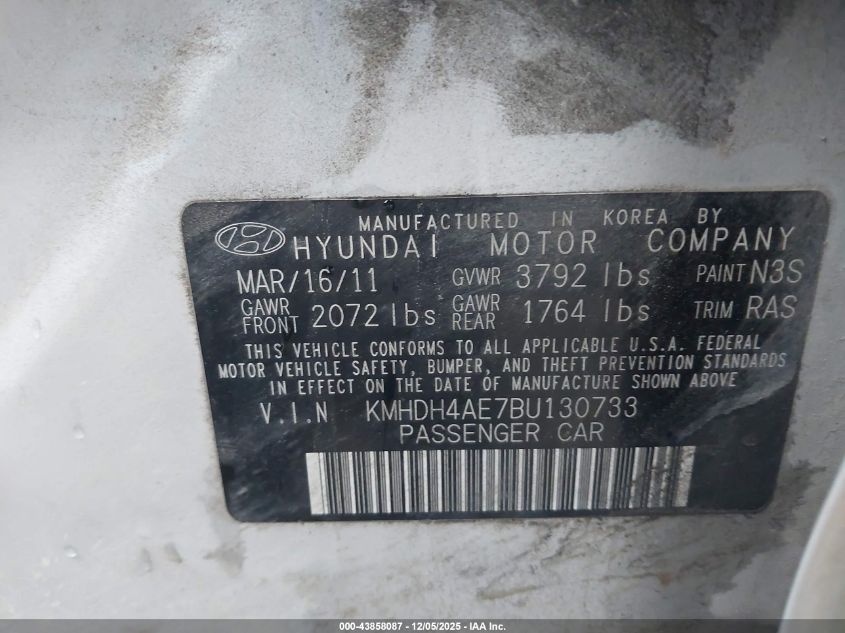 MANUFACTURED IN KOREA BY
HYUNDAI MOTOR COMPANY
MAR/16/11 GVWR 3792 lbs PAINT N3S
GAWR FRONT 2072 lbs GAWR REAR 1764 lbs TRIM RAS
THIS VEHICLE CONFORMS TO ALL APPLICABLE U.S.A. FEDERAL
MOTOR VEHICLE SAFETY, BUMPER, AND THEFT PREVENTION STANDARDS
IN EFFECT ON THE DATE OF MANUFACTURE SHOWN ABOVE
V.I.N KMHDH4AE7BU130733
PASSENGER CAR
000-43858087 - 12/05/2025 - IAA Inc.